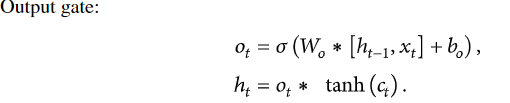 Output gate:
o_t = σ (W_o * [h_{t−1}, x_t] + b_o) ,
h_t = o_t * tanh (c_t) .